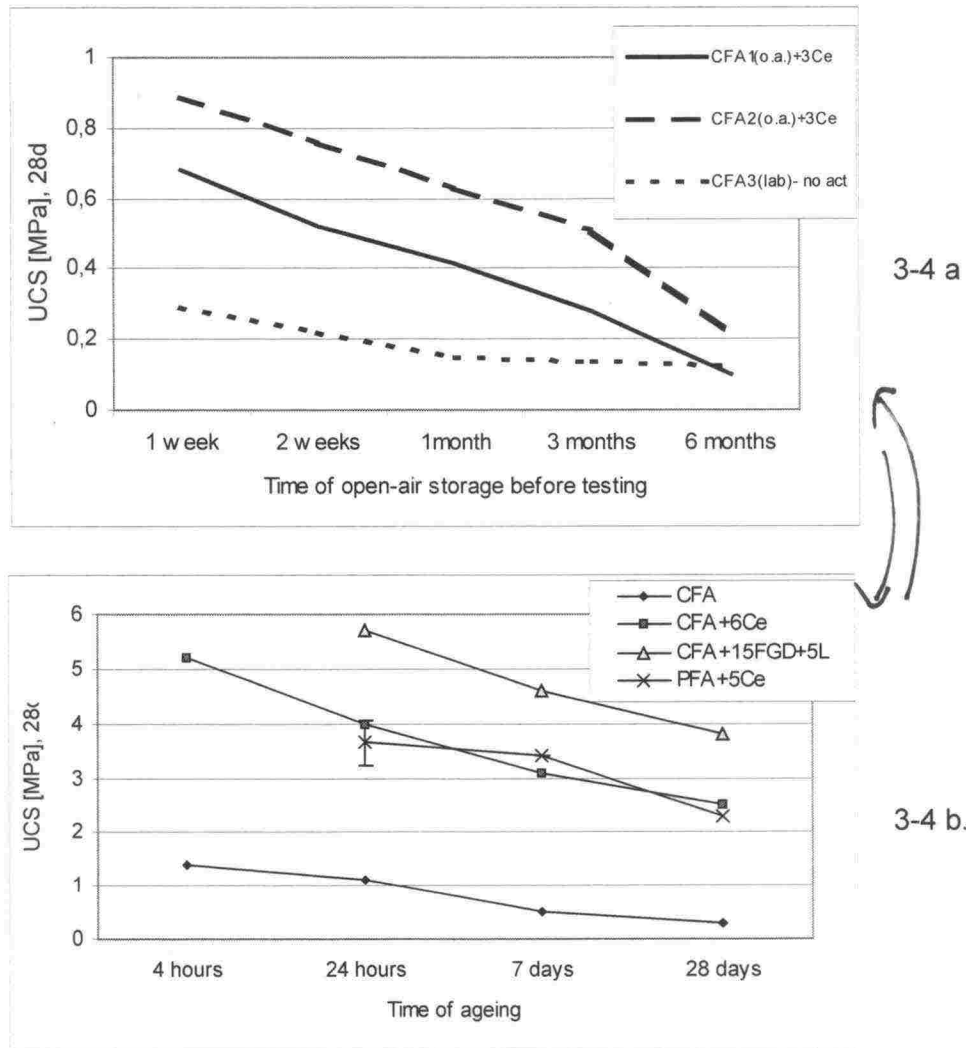 1
0,8
0,6
0,4
0,2
0
UCS [MPa], 28d
CFA1(o.a.)+3Ce
CFA2(o.a.)+3Ce
CFA3(lab)- no act
1 week
2 weeks
1month
3 months
6 months
Time of open-air storage before testing
3-4 a
6
5
4
3
2
1
0
UCS [MPa], 28
CFA
CFA+6Ce
CFA+15FGD+5L
PFA+5Ce
4 hours
24 hours
7 days
28 days
Time of ageing
3-4 b.